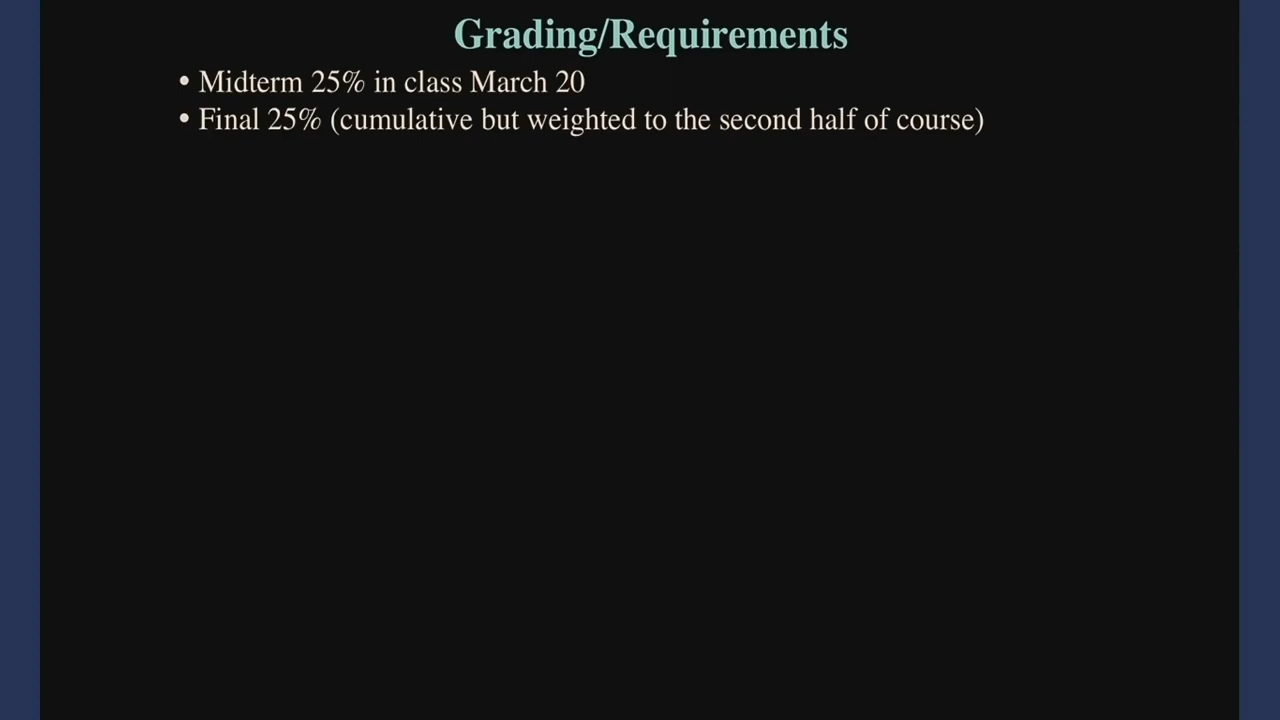 Grading/Requirements
• Midterm 25% in class March 20
• Final 25% (cumulative but weighted to the second half of course)